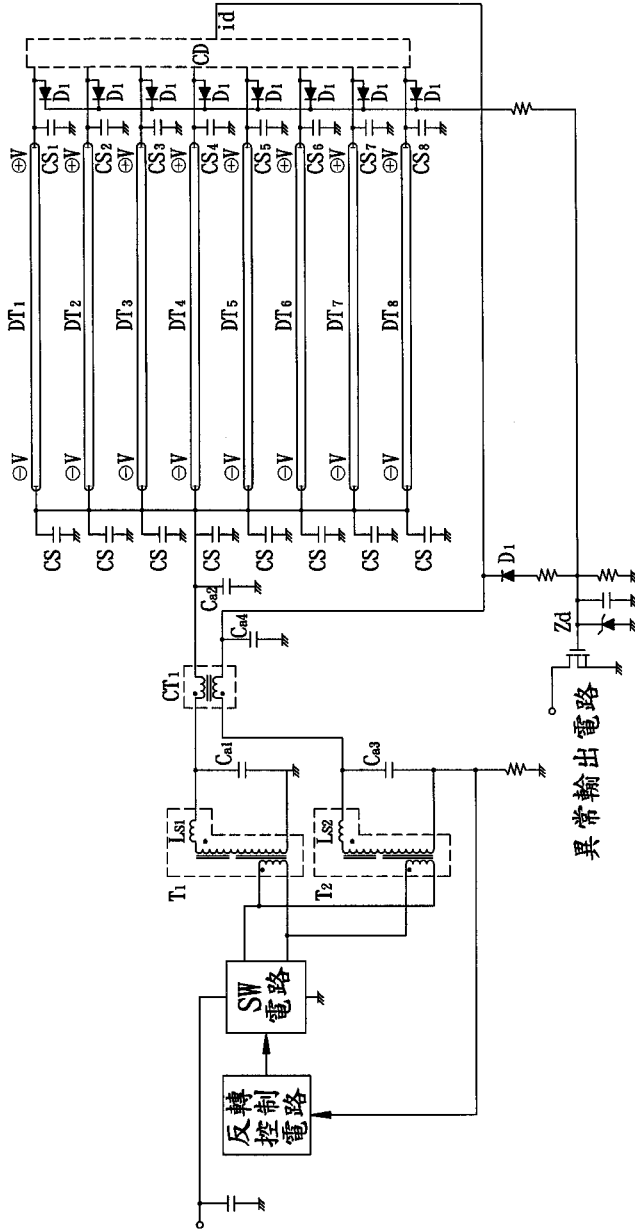 id
CD
DT1
⊖V
⊕V
CS1
D1
CS
DT2
⊖V
⊕V
CS2
D1
CS
DT3
⊖V
⊕V
CS3
D1
CS
DT4
⊖V
⊕V
CS4
D1
CS
DT5
⊖V
⊕V
CS5
D1
CS
DT6
⊖V
⊕V
CS6
D1
CS
DT7
⊖V
⊕V
CS7
D1
CS
DT8
⊖V
⊕V
CS8
D1
CS
Ca2
Ca4
CT1
Ca1
Ca3
LS1
T1
LS2
T2
SW
電路
反轉
控制
電路
D1
Zd
異常輸出電路